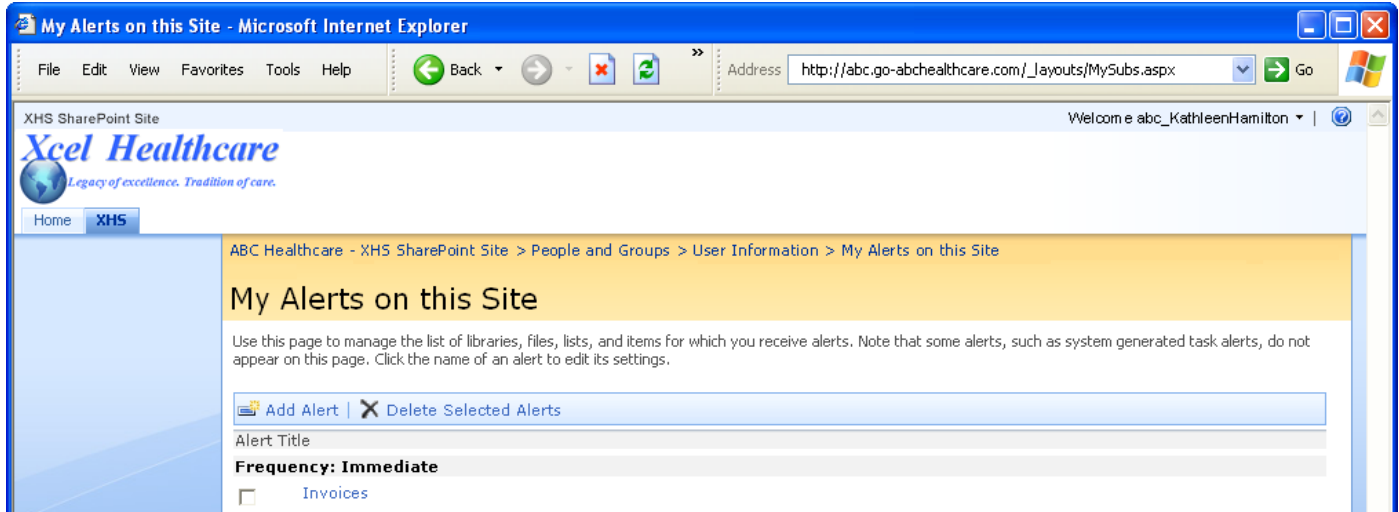 My Alerts on this Site - Microsoft Internet Explorer
File Edit View Favorites Tools Help Back » Address http://abc.go-abchealthcare.com/_layouts/MySubs.aspx Go
XHS SharePoint Site Welcome abc_KathleenHamilton |
Xcel Healthcare
Legacy of excellence. Tradition of care.
Home XHS
ABC Healthcare - XHS SharePoint Site > People and Groups > User Information > My Alerts on this Site
My Alerts on this Site
Use this page to manage the list of libraries, files, lists, and items for which you receive alerts. Note that some alerts, such as system generated task alerts, do not
appear on this page. Click the name of an alert to edit its settings.
Add Alert | Delete Selected Alerts
Alert Title
Frequency: Immediate
Invoices